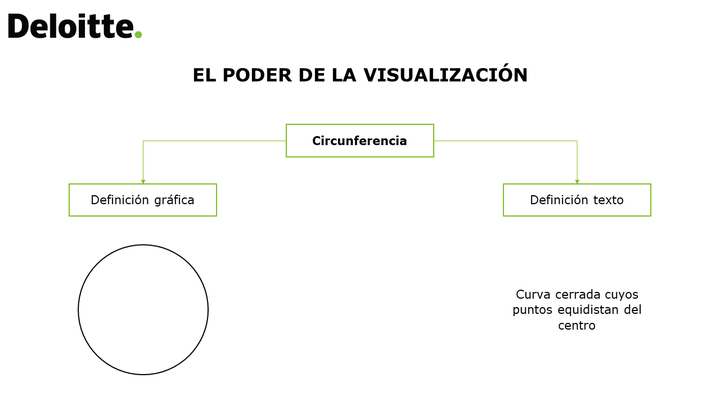 Deloitte.
EL PODER DE LA VISUALIZACIÓN
Circunferencia
Definición gráfica
Definición texto
Curva cerrada cuyos
puntos equidistan del
centro